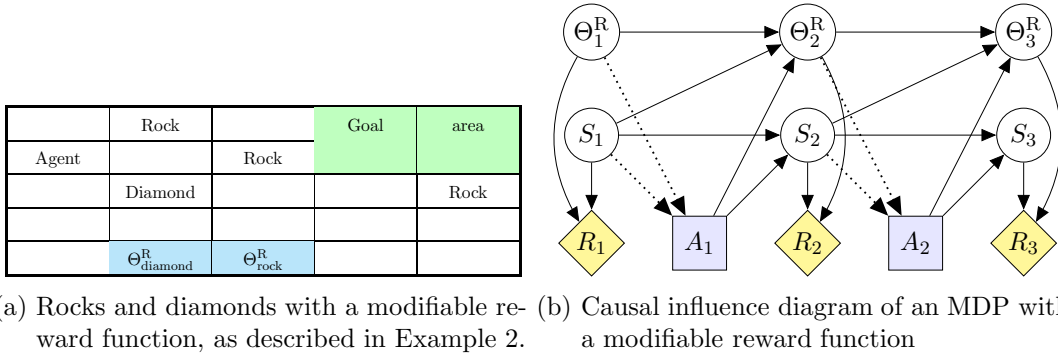 Rock Goal area
Agent Rock
Diamond Rock
Θ^R_diamond Θ^R_rock
Θ^R_1 Θ^R_2 Θ^R_3
S_1 S_2 S_3
R_1 A_1 R_2 A_2 R_3
a) Rocks and diamonds with a modifiable re-
ward function, as described in Example 2.
(b) Causal influence diagram of an MDP with
a modifiable reward function